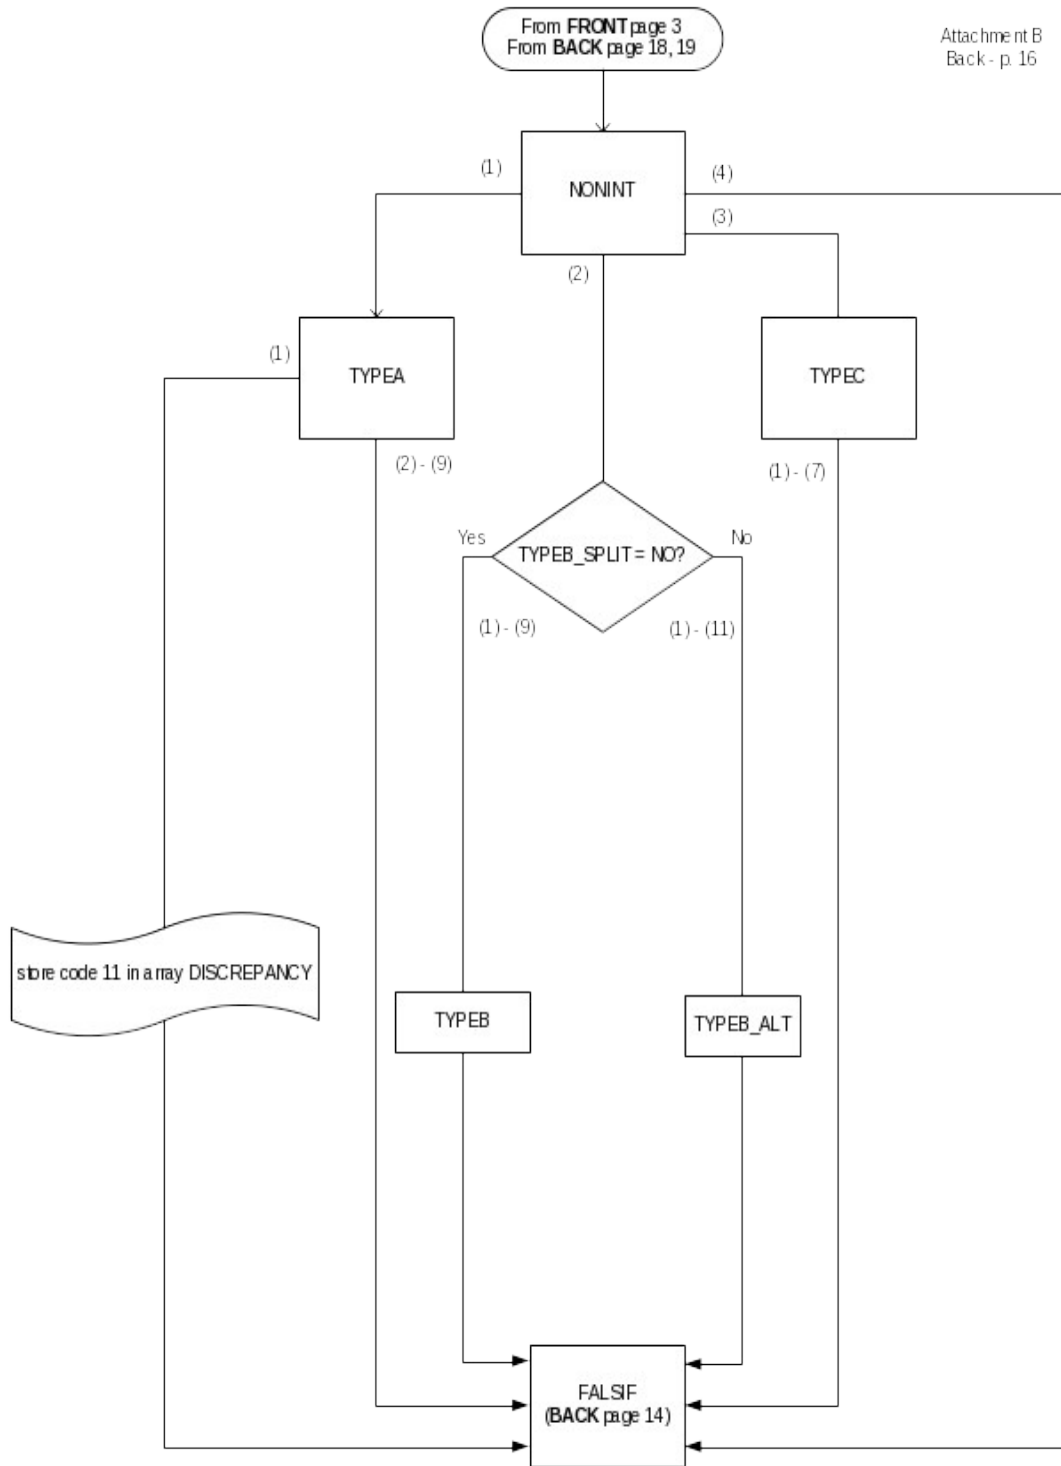 From FRONT page 3
From BACK page 18, 19
Attachment B
Back - p. 16
(1)
NONINT
(4)
(3)
(2)
(1)
TYPEA
TYPEC
(2) - (9)
(1) - (7)
Yes
TYPEB_SPLIT = NO?
No
(1) - (9)
(1) - (11)
store code 11 in array DISCREPANCY
TYPEB
TYPEB_ALT
FALSIF
(BACK page 14)